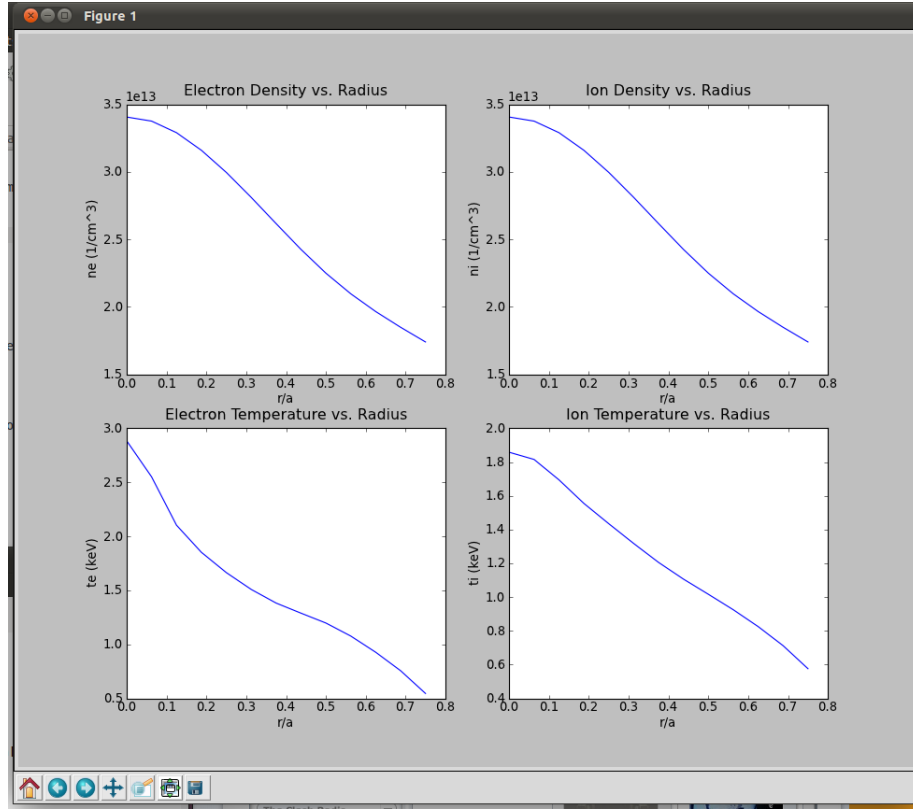 Figure 1
1e13
Electron Density vs. Radius
3.5
3.0
2.5
2.0
1.5
ne (1/cm^3)
0.0 0.1 0.2 0.3 0.4 0.5 0.6 0.7 0.8
r/a
1e13
Ion Density vs. Radius
3.5
3.0
2.5
2.0
1.5
ni (1/cm^3)
0.0 0.1 0.2 0.3 0.4 0.5 0.6 0.7 0.8
r/a
Electron Temperature vs. Radius
3.0
2.5
2.0
1.5
1.0
0.5
te (keV)
0.0 0.1 0.2 0.3 0.4 0.5 0.6 0.7 0.8
r/a
Ion Temperature vs. Radius
2.0
1.8
1.6
1.4
1.2
1.0
0.8
0.6
0.4
ti (keV)
0.0 0.1 0.2 0.3 0.4 0.5 0.6 0.7 0.8
r/a